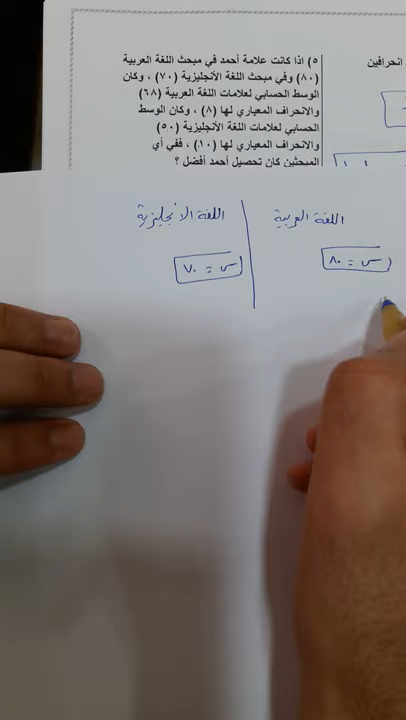 انحرافين
٥) اذا كانت علامة أحمد في مبحث اللغة العربية
(٨٠) وفي مبحث اللغة الأنجليزية (٧٠) ، وكان
الوسط الحسابي لعلامات اللغة العربية (٦٨)
والانحراف المعياري لها (٨) ، وكان الوسط
الحسابي لعلامات اللغة الأنجليزية (٥٠)
والانحراف المعياري لها (١٠) ، ففي أي
المبحثين كان تحصيل أحمد أفضل ؟
اللغة العربية
س = ٨٠
اللغة الانجليزية
س = ٧٠